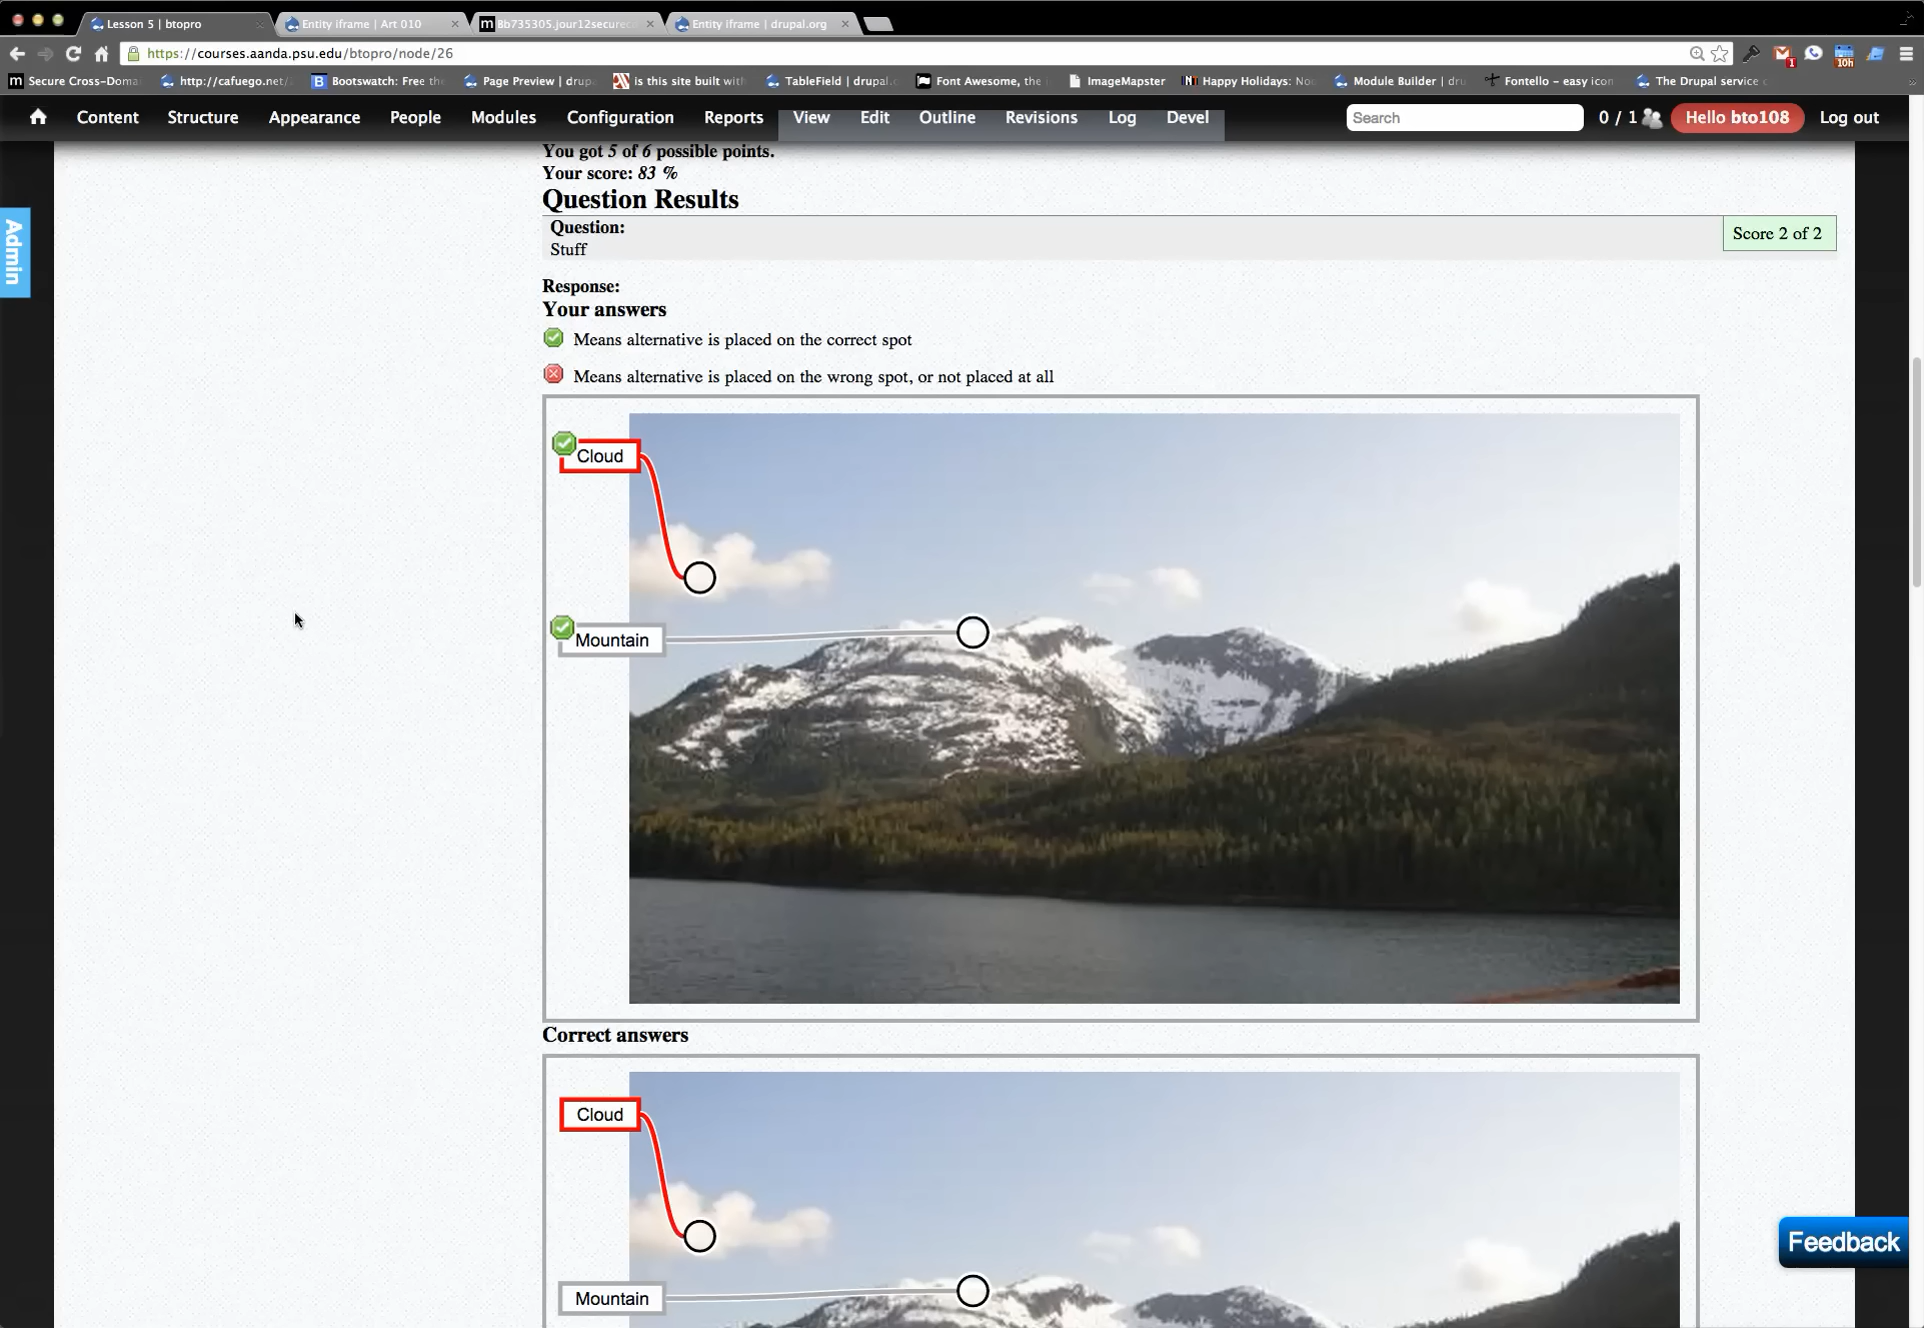 Lesson 5 | btopro
Entity iframe | Art 010
Bb735305.jour12secure
Entity iframe | drupal.org
https://courses.aanda.psu.edu/btopro/node/26
1
10h
Secure Cross-Doma
http://cafuego.net/
Bootswatch: Free the
Page Preview | drup
is this site built with
TableField | drupal.
Font Awesome, the
ImageMapster
Happy Holidays: No
Module Builder | dru
Fontello – easy icon
The Drupal service
Content
Structure
Appearance
People
Modules
Configuration
Reports
View
Edit
Outline
Revisions
Log
Devel
Search
0 / 1
Hello bto108
Log out
Admin
You got 5 of 6 possible points.
Your score: 83 %
Question Results
Question:
Score 2 of 2
Stuff
Response:
Your answers
Means alternative is placed on the correct spot
Means alternative is placed on the wrong spot, or not placed at all
Cloud
Mountain
Correct answers
Cloud
Feedback
Mountain